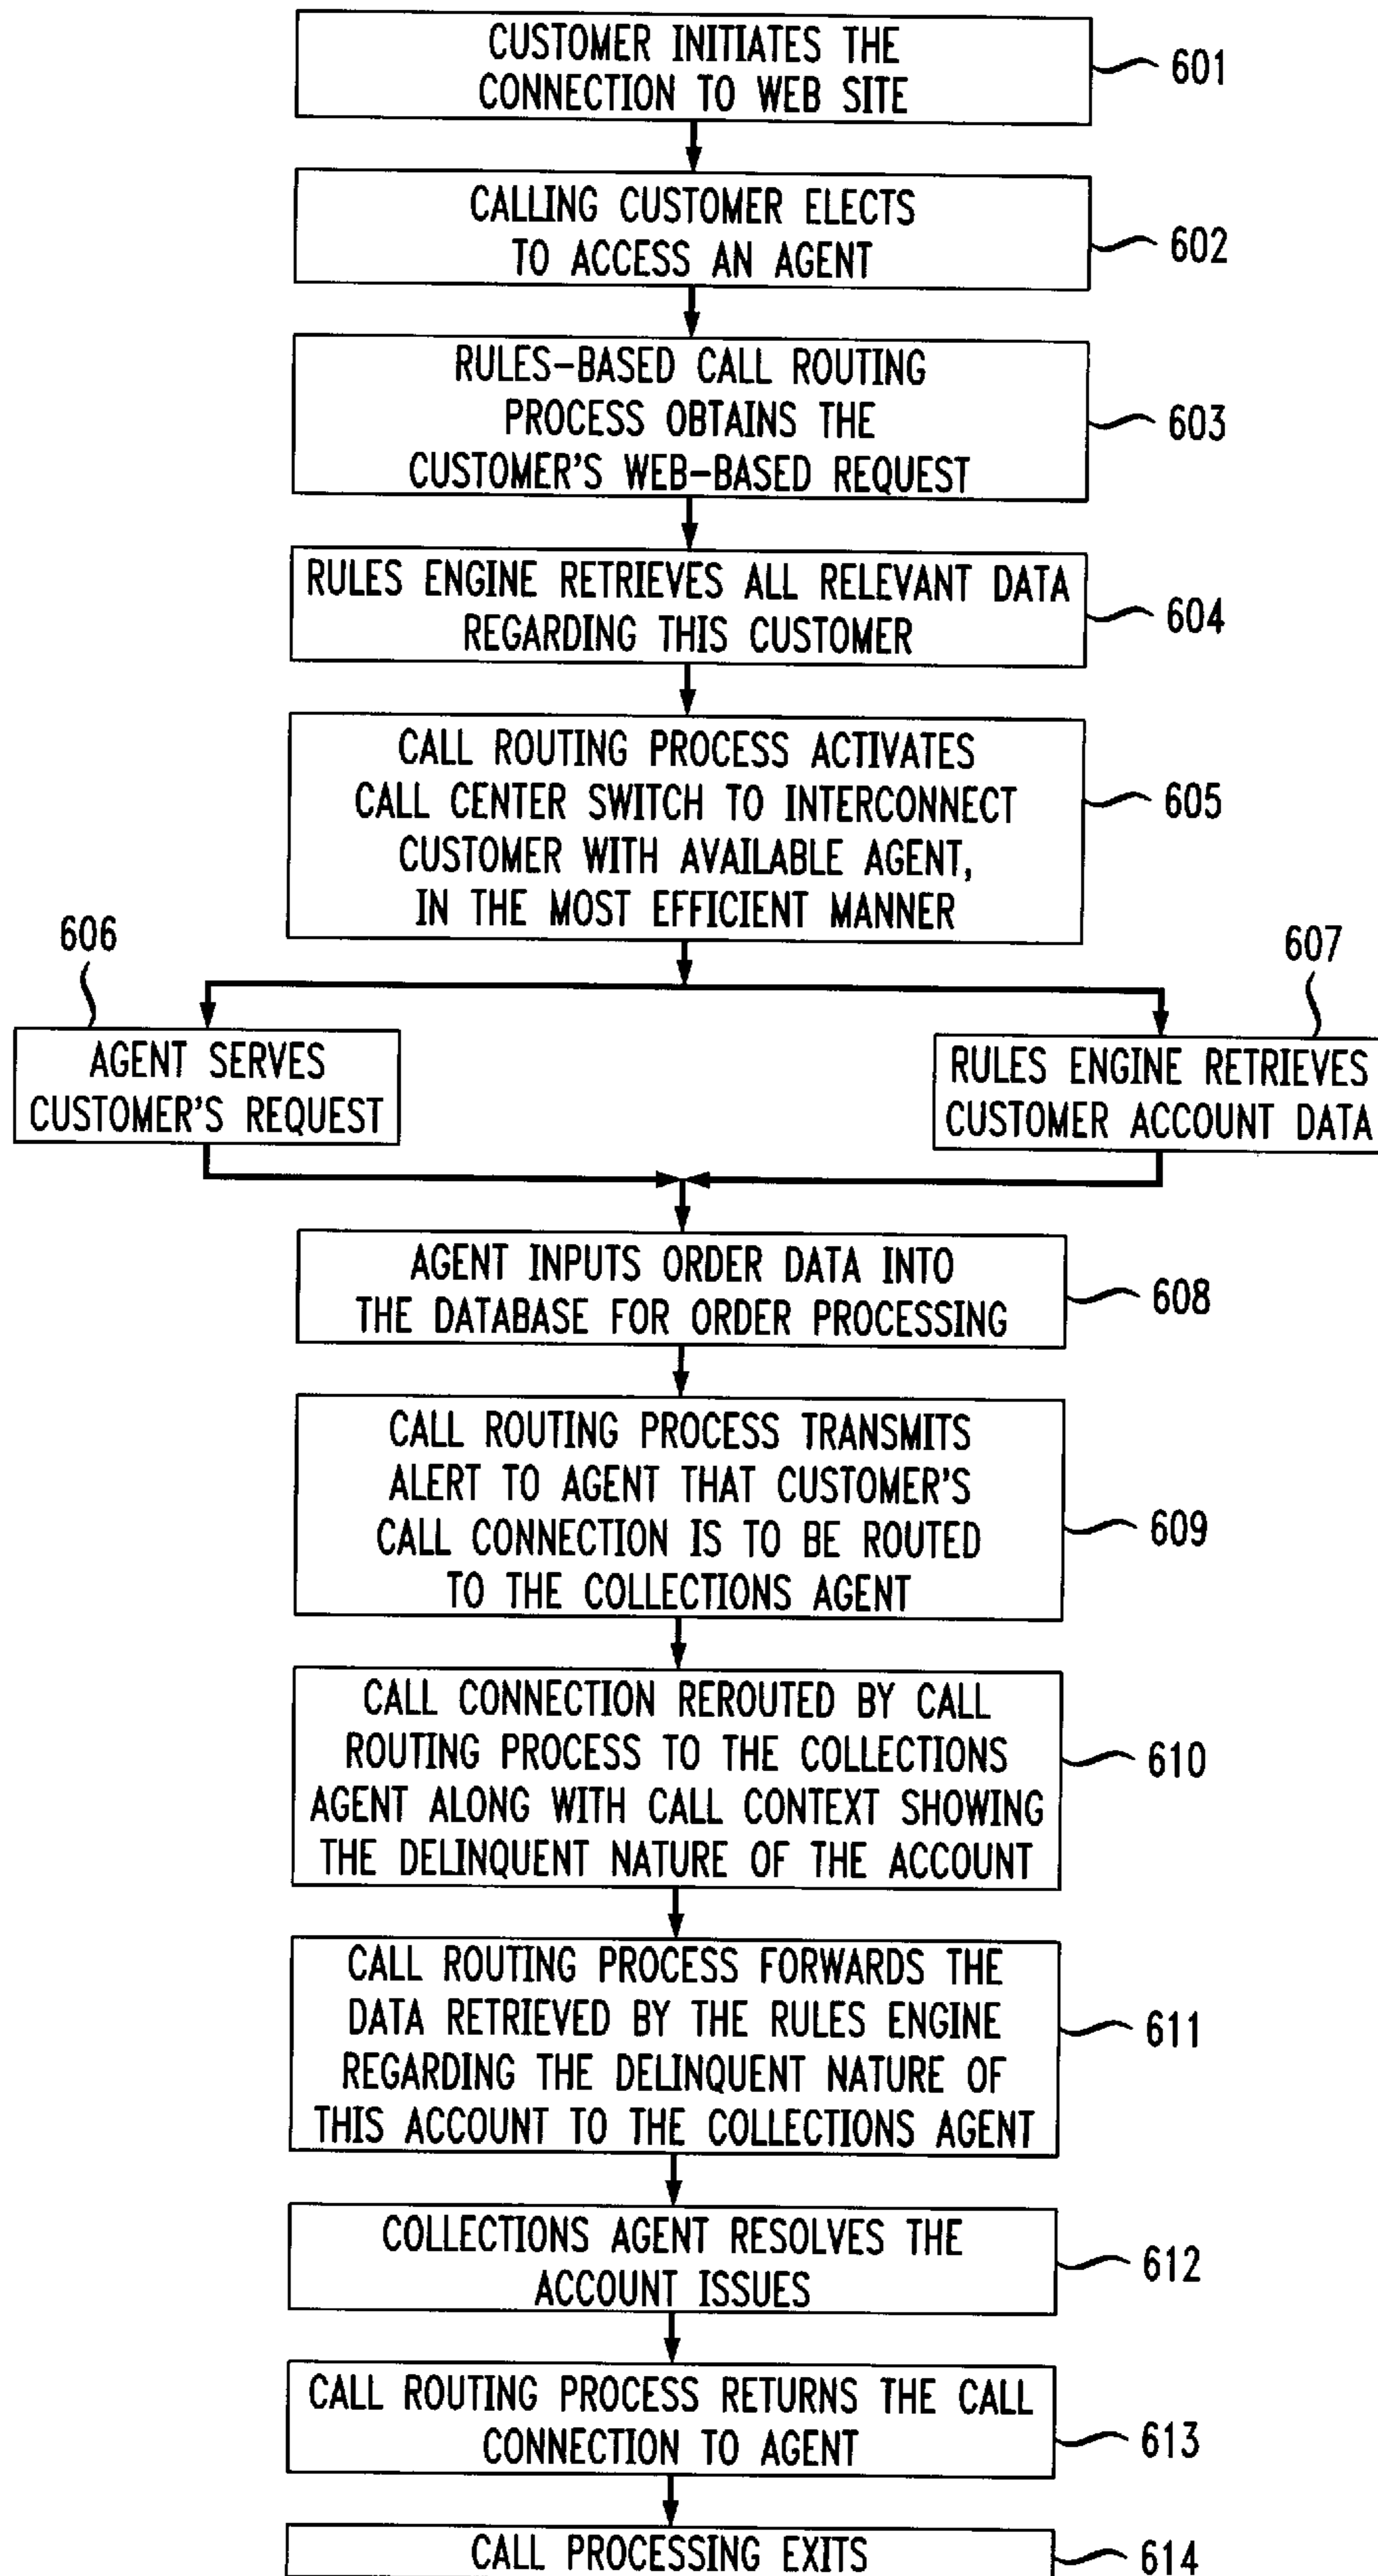 CUSTOMER INITIATES THE
CONNECTION TO WEB SITE
601
CALLING CUSTOMER ELECTS
TO ACCESS AN AGENT
602
RULES-BASED CALL ROUTING
PROCESS OBTAINS THE
CUSTOMER'S WEB-BASED REQUEST
603
RULES ENGINE RETRIEVES ALL RELEVANT DATA
REGARDING THIS CUSTOMER
604
CALL ROUTING PROCESS ACTIVATES
CALL CENTER SWITCH TO INTERCONNECT
CUSTOMER WITH AVAILABLE AGENT,
IN THE MOST EFFICIENT MANNER
605
606
AGENT SERVES
CUSTOMER'S REQUEST
607
RULES ENGINE RETRIEVES
CUSTOMER ACCOUNT DATA
AGENT INPUTS ORDER DATA INTO
THE DATABASE FOR ORDER PROCESSING
608
CALL ROUTING PROCESS TRANSMITS
ALERT TO AGENT THAT CUSTOMER'S
CALL CONNECTION IS TO BE ROUTED
TO THE COLLECTIONS AGENT
609
CALL CONNECTION REROUTED BY CALL
ROUTING PROCESS TO THE COLLECTIONS
AGENT ALONG WITH CALL CONTEXT SHOWING
THE DELINQUENT NATURE OF THE ACCOUNT
610
CALL ROUTING PROCESS FORWARDS THE
DATA RETRIEVED BY THE RULES ENGINE
REGARDING THE DELINQUENT NATURE OF
THIS ACCOUNT TO THE COLLECTIONS AGENT
611
COLLECTIONS AGENT RESOLVES THE
ACCOUNT ISSUES
612
CALL ROUTING PROCESS RETURNS THE CALL
CONNECTION TO AGENT
613
CALL PROCESSING EXITS
614